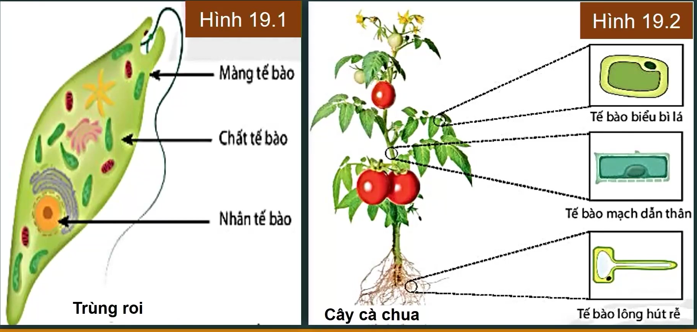 Hình 19.1
Màng tế bào
Chất tế bào
Nhân tế bào
Trùng roi
Hình 19.2
Tế bào biểu bì lá
Tế bào mạch dẫn thân
Tế bào lông hút rễ
Cây cà chua